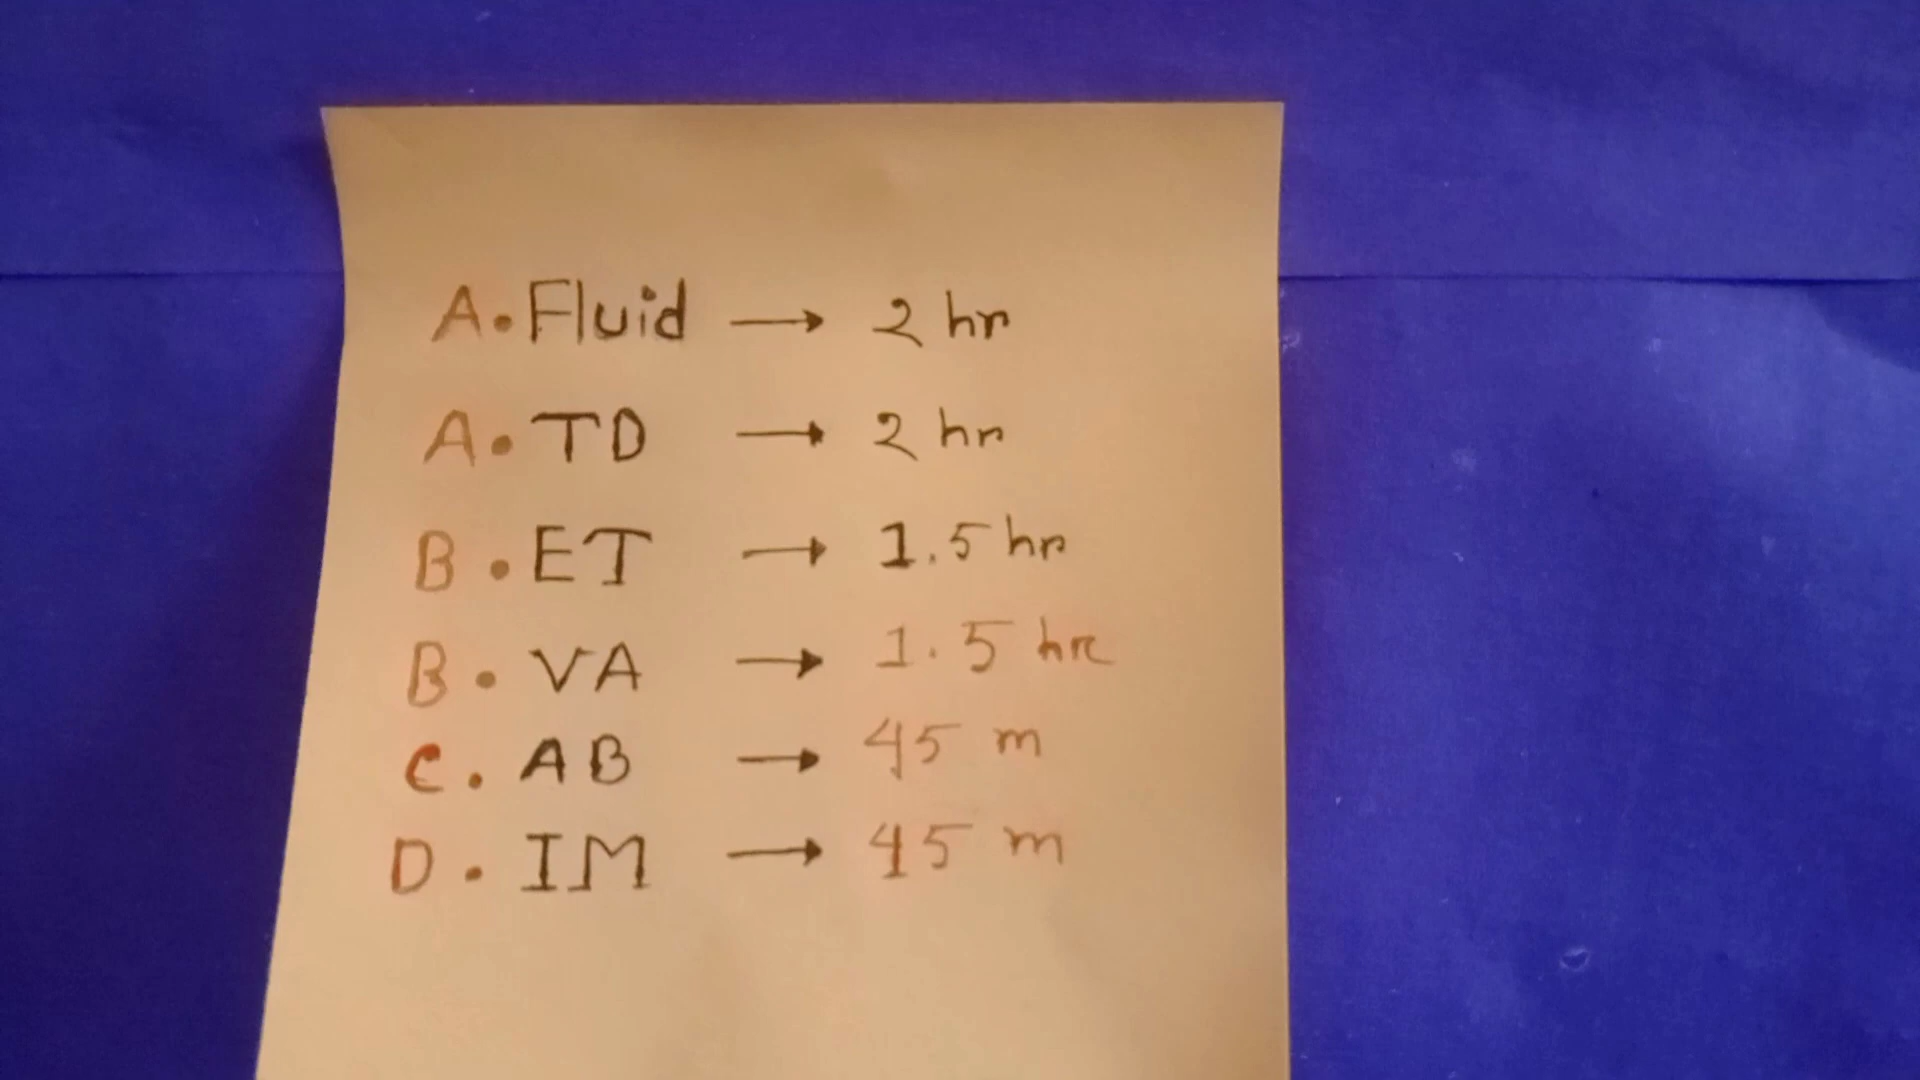 A. Fluid → 2 hr
A. TD → 2 hr
B. ET → 1.5 hr
B. VA → 1.5 hr
C. AB → 45 m
D. IM → 45 m